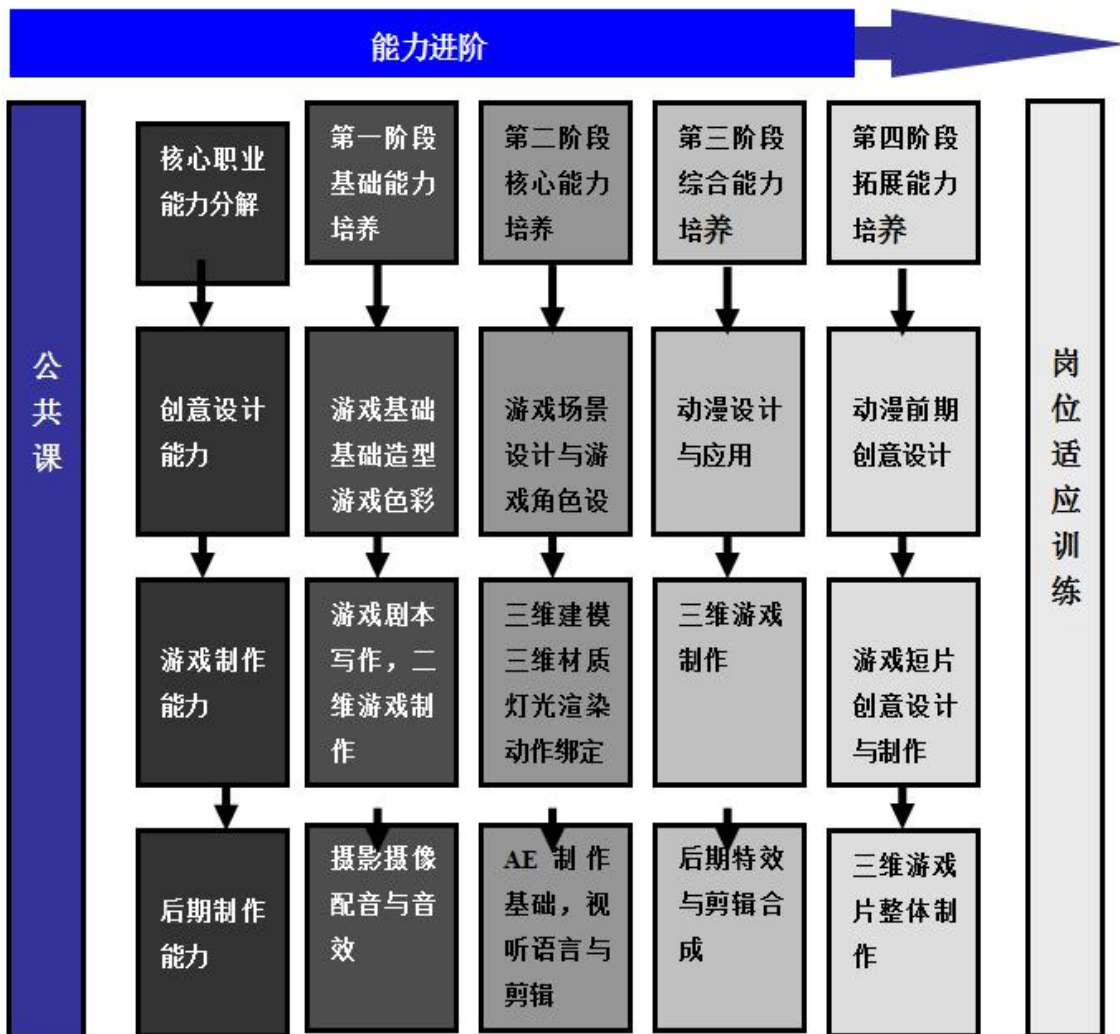 能力进阶
公
共
课
核心职业
能力分解
第一阶段
基础能力
培养
第二阶段
核心能力
培养
第三阶段
综合能力
培养
第四阶段
拓展能力
培养
创意设计
能力
游戏基础
基础造型
游戏色彩
游戏场景
设计与游
戏角色设
动漫设计
与应用
动漫前期
创意设计
游戏制作
能力
游戏剧本
写作，二
维游戏制
作
三维建模
三维材质
灯光渲染
动作绑定
三维游戏
制作
游戏短片
创意设计
与制作
后期制作
能力
摄影摄像
配音与音
效
AE 制作
基础，视
听语言与
剪辑
后期特效
与剪辑合
成
三维游戏
片整体制
作
岗
位
适
应
训
练